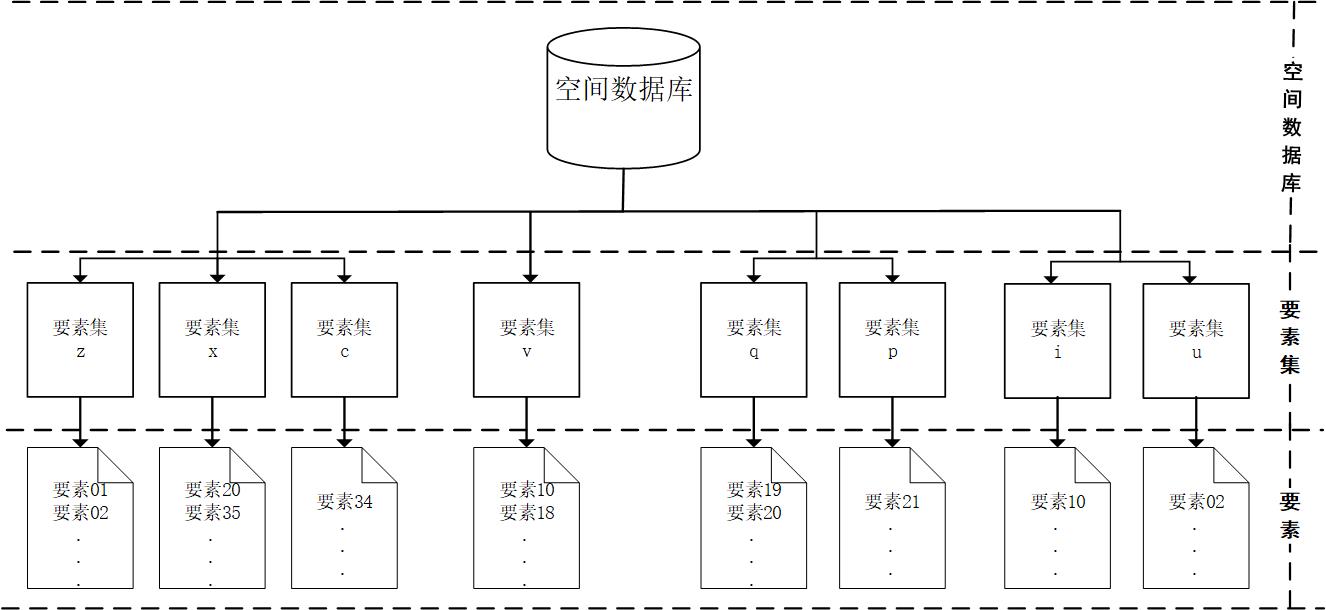 空间数据库
空间数据库
要素集
z
要素集
x
要素集
c
要素集
v
要素集
q
要素集
p
要素集
i
要素集
u
要素集
要素01
要素02
.
.
.
要素20
要素35
.
.
.
要素34
.
.
.
要素10
要素18
.
.
.
要素19
要素20
.
.
.
要素21
.
.
.
要素10
.
.
.
要素02
.
.
.
要素